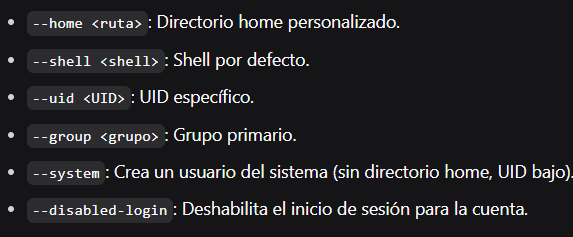 --home <ruta>: Directorio home personalizado.
--shell <shell>: Shell por defecto.
--uid <UID>: UID específico.
--group <grupo>: Grupo primario.
--system: Crea un usuario del sistema (sin directorio home, UID bajo).
--disabled-login: Deshabilita el inicio de sesión para la cuenta.